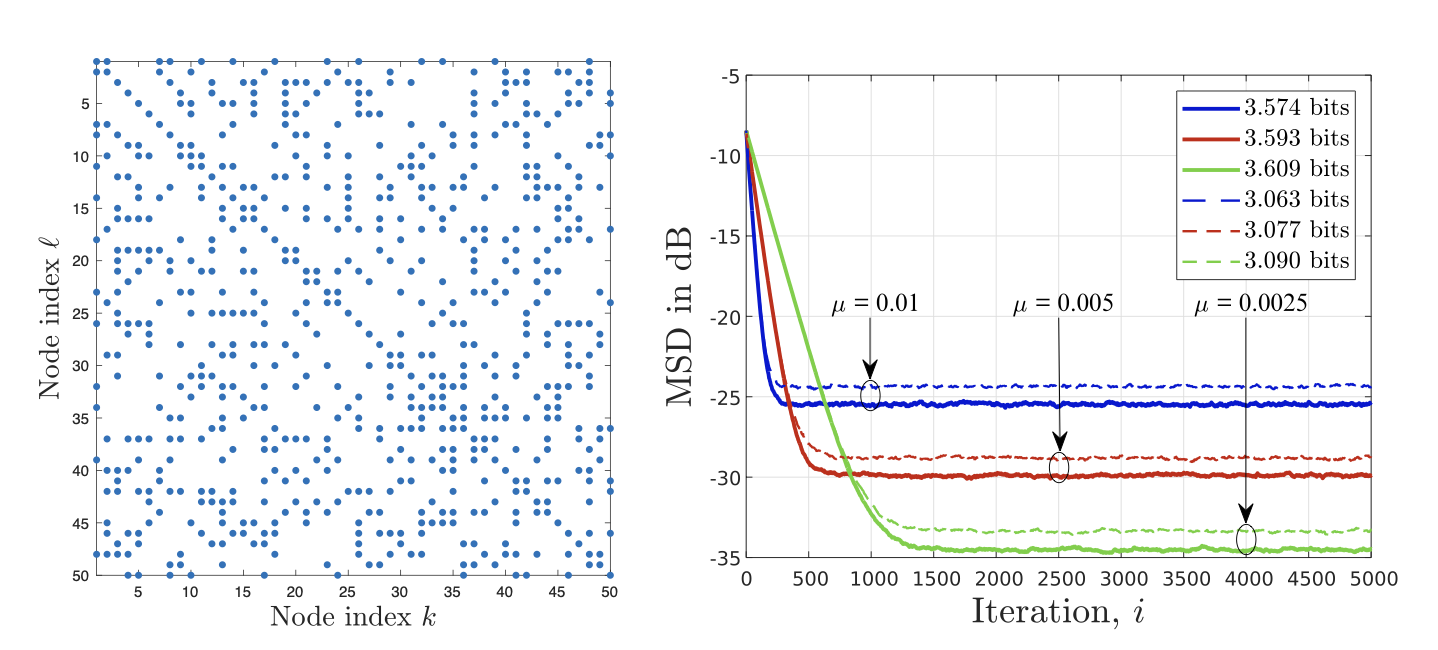 5
10
15
20
25
30
35
40
45
50
Node index ℓ
5 10 15 20 25 30 35 40 45 50
Node index k
-5
-10
-15
-20
-25
-30
-35
MSD in dB
3.574 bits
3.593 bits
3.609 bits
3.063 bits
3.077 bits
3.090 bits
μ = 0.01 μ = 0.005 μ = 0.0025
0 500 1000 1500 2000 2500 3000 3500 4000 4500 5000
Iteration, i